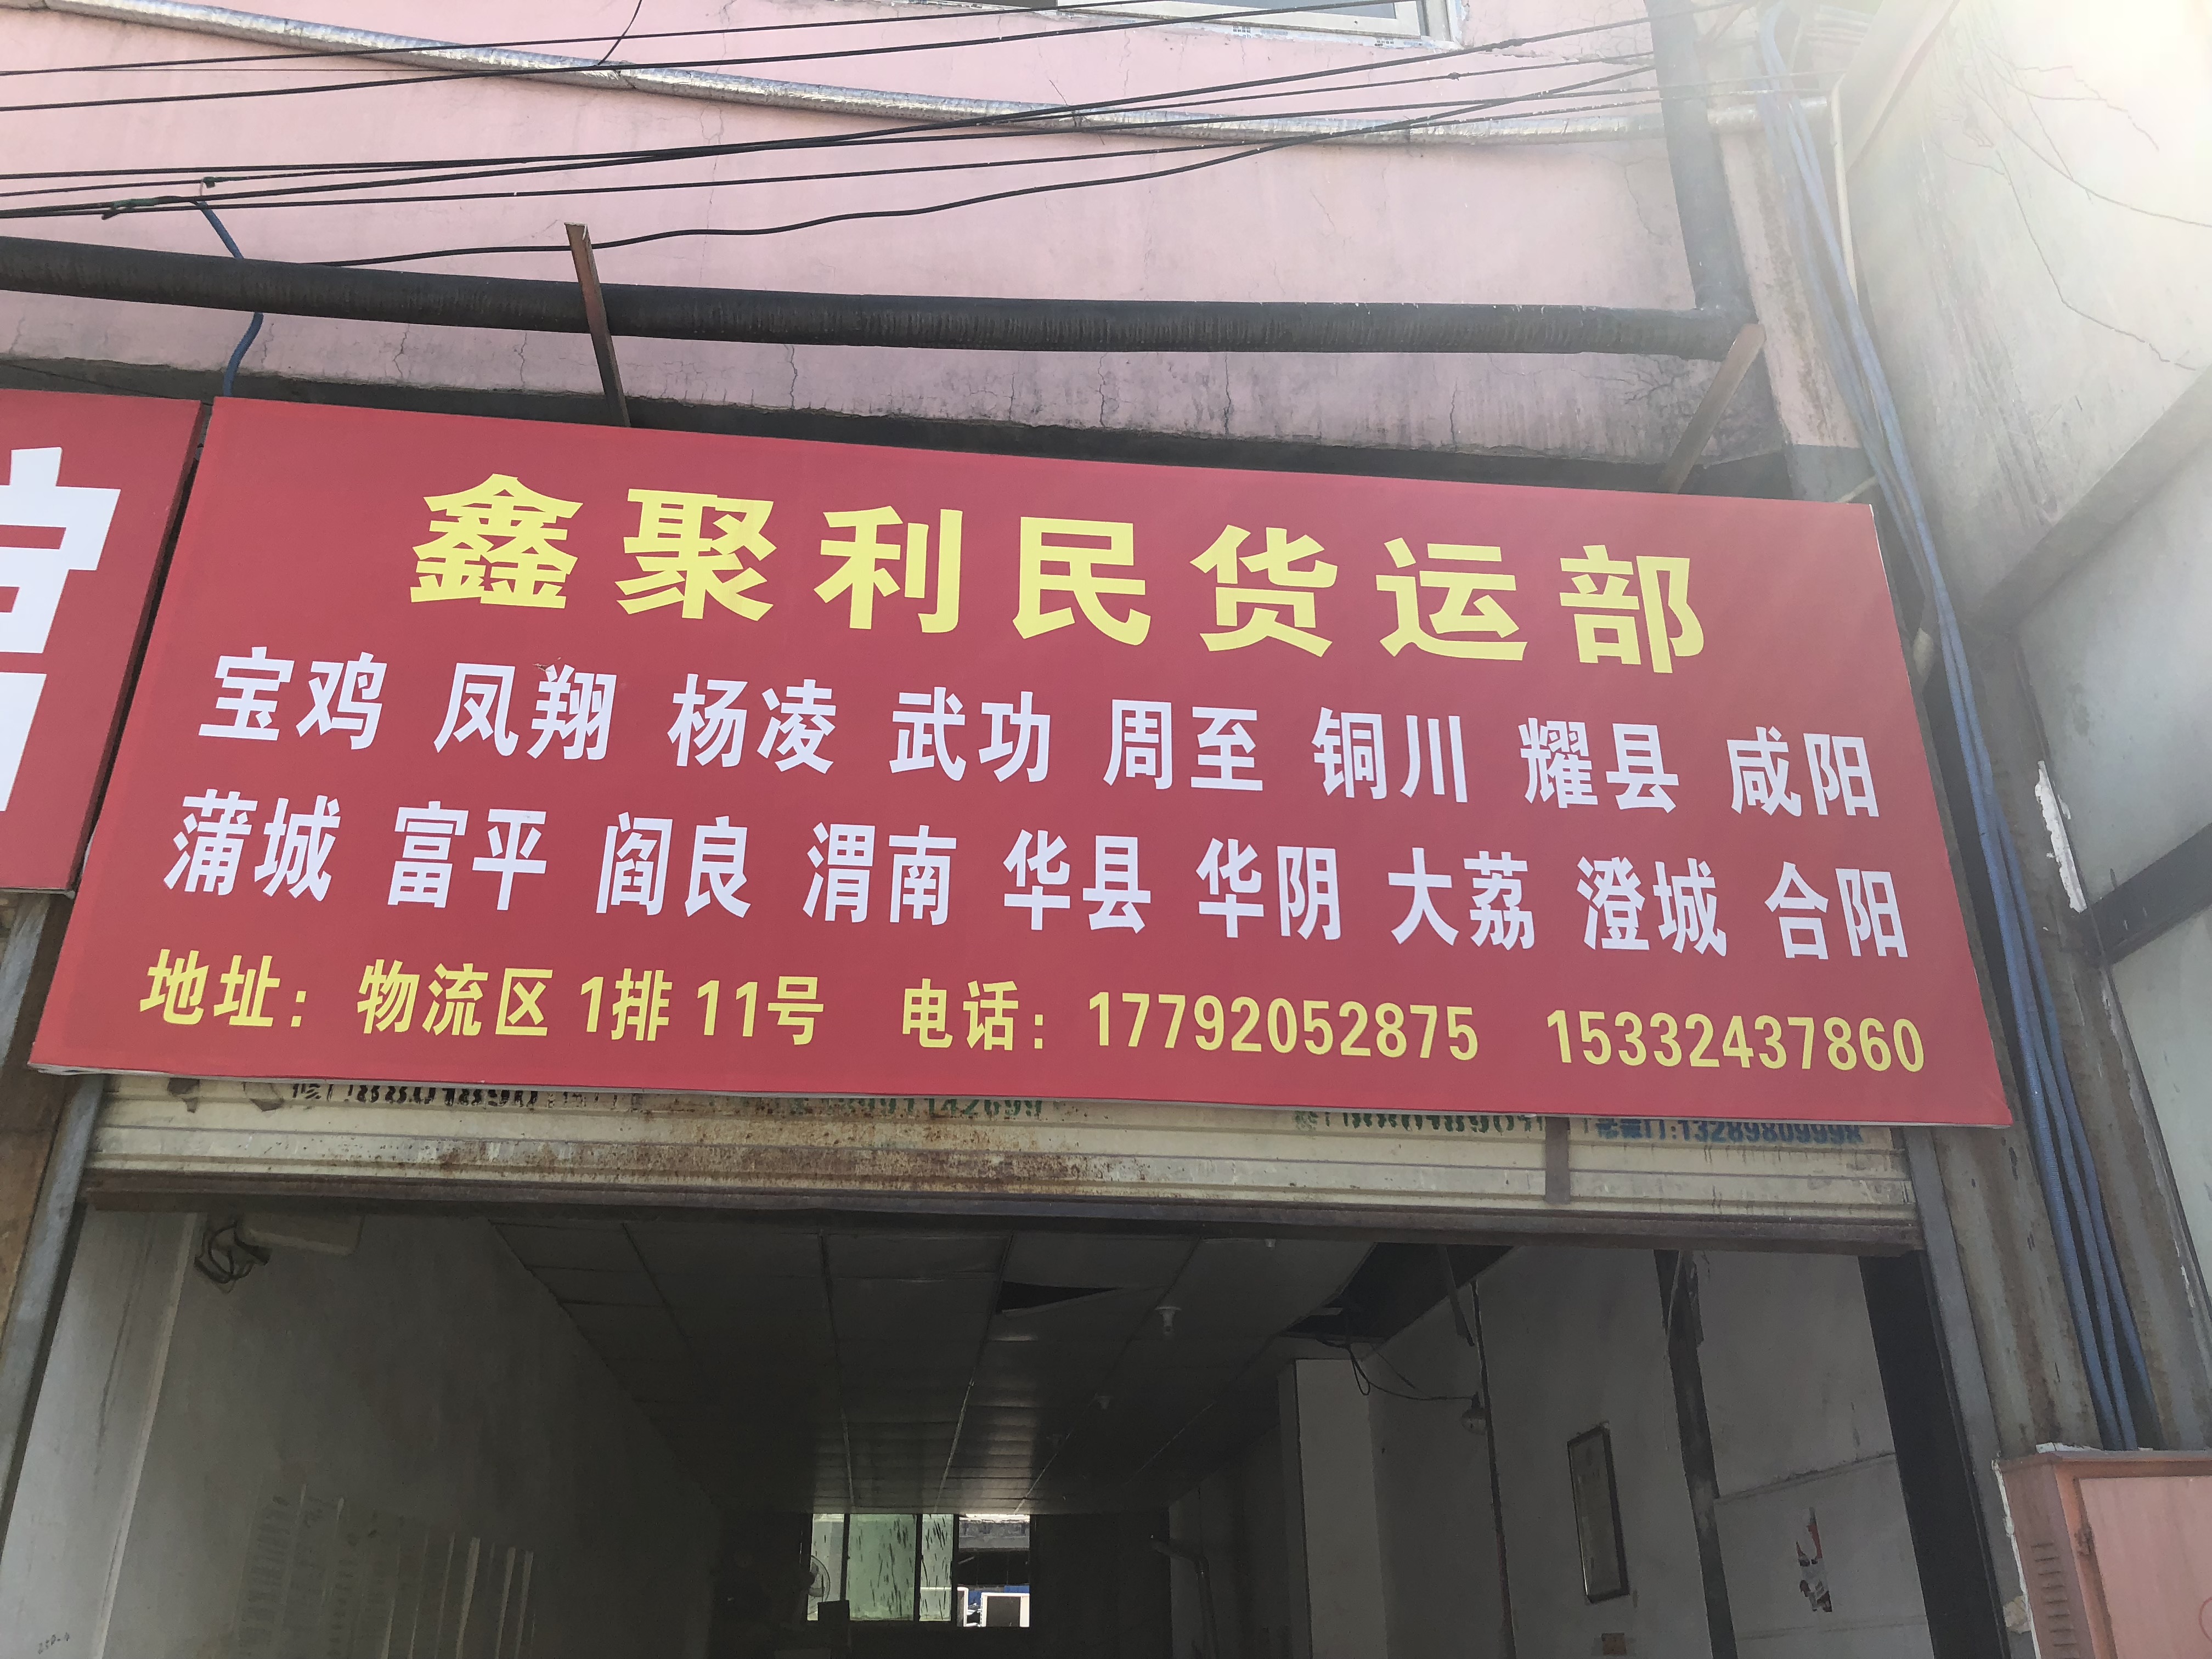 鑫聚利民货运部
宝鸡 凤翔 杨凌 武功 周至 铜川 耀县 咸阳
蒲城 富平 阎良 渭南 华县 华阴 大荔 澄城 合阳
地址：物流区1排11号 电话：17792052875 15332437860
13289809998